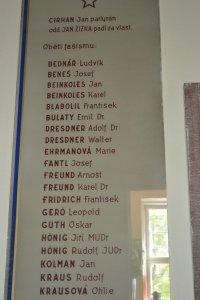 CIRHAN Jan partyzán
odd. JAN ŽIŽKA padl za vlast.
Oběti fašismu:
BEDNÁŘ Ludvík
BENEŠ Josef
BEINKOLES Jan
BEINKOLES Karel
BLABOLIL František
BULATY Emil Dr.
DRESDNER Adolf Dr
DRESDNER Walter
EHRMANOVÁ Marie
FANTL Josef
FREUND Arnošt
FREUND Karel Dr
FRIDRICH František
GERÖ Leopold
GÜTH Oskar
HÖNIG Jiří MUDr
HÖNIG Rudolf JUDr
KOLMAN Jan
KRAUS Rudolf
KRAUSOVÁ Otilie